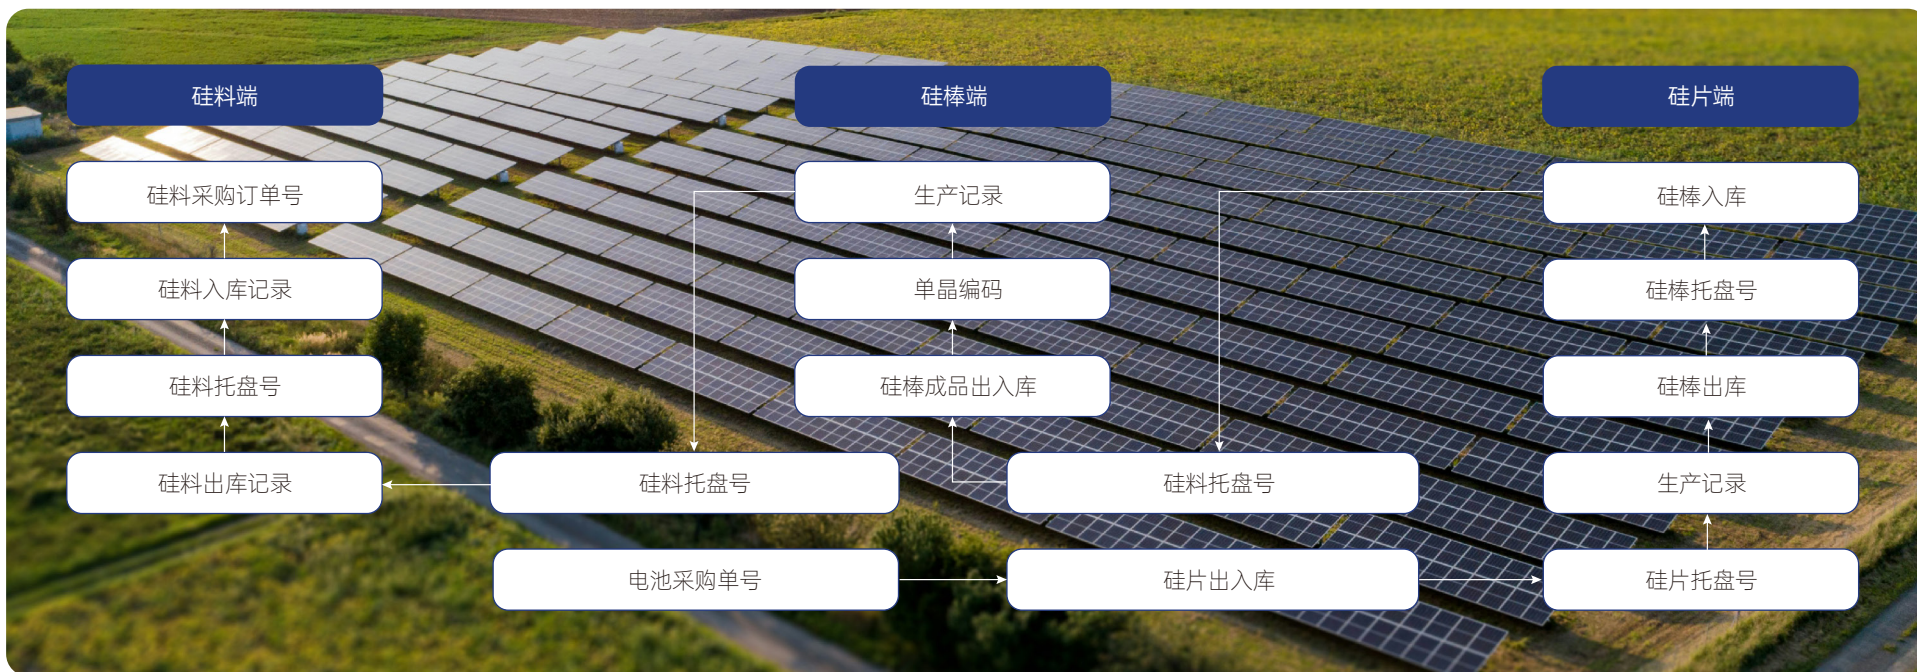 硅料端
硅棒端
硅片端
硅料采购订单号
生产记录
硅棒入库
硅料入库记录
单晶编码
硅棒托盘号
硅料托盘号
硅棒成品出入库
硅棒出库
硅料出库记录
硅料托盘号
硅料托盘号
生产记录
电池采购单号
硅片出入库
硅片托盘号